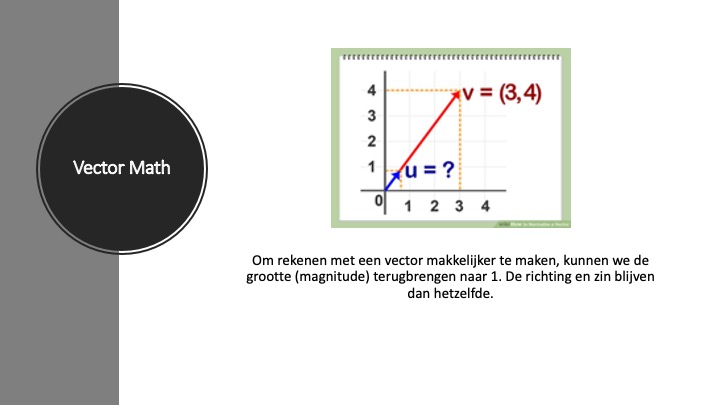 Vector Math
4
3
2
1
0
1 2 3 4
v = (3,4)
u = ?
Om rekenen met een vector makkelijker te maken, kunnen we de
grootte (magnitude) terugbrengen naar 1. De richting en zin blijven
dan hetzelfde.